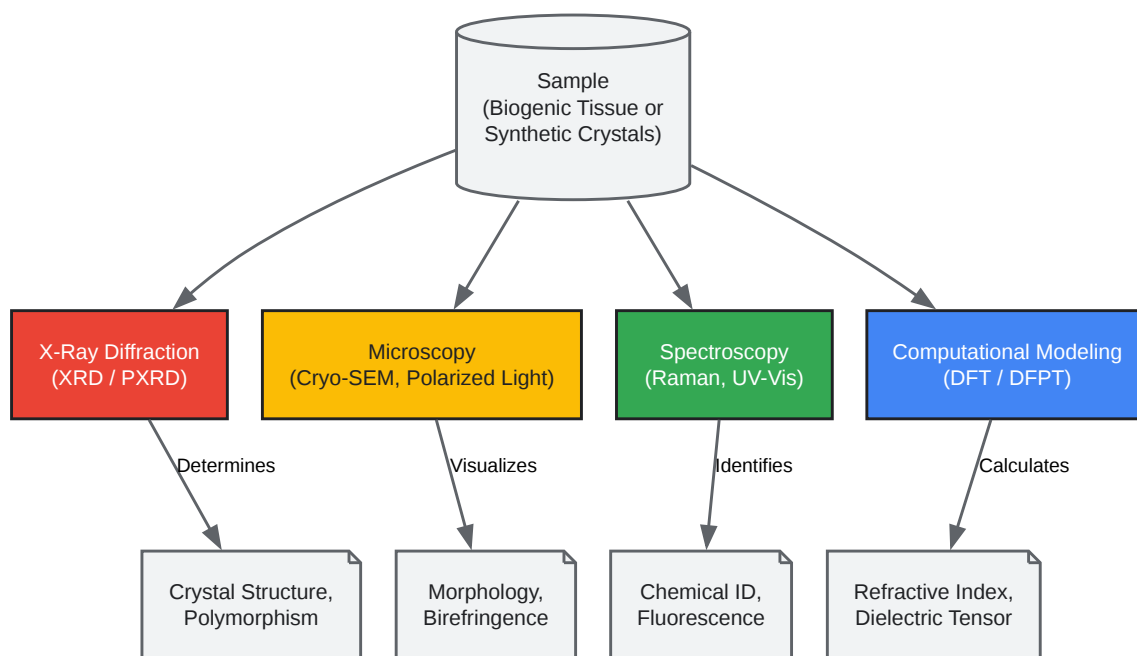 Sample
(Biogenic Tissue or
Synthetic Crystals)
X-Ray Diffraction
(XRD / PXRD)
Microscopy
(Cryo-SEM, Polarized Light)
Spectroscopy
(Raman, UV-Vis)
Computational Modeling
(DFT / DFPT)
Determines
Visualizes
Identifies
Calculates
Crystal Structure,
Polymorphism
Morphology,
Birefringence
Chemical ID,
Fluorescence
Refractive Index,
Dielectric Tensor